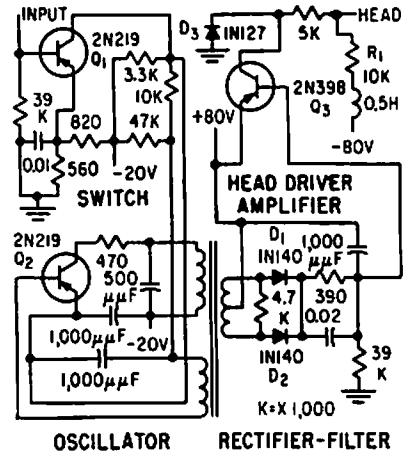 INPUT
2N219
Q1
39
K
0.01
560
820
3.3K
10K
47K
-20V
SWITCH
D3
1N127
5K
HEAD
R1
10K
0.5H
-80V
2N398
Q3
+80V
HEAD DRIVER
AMPLIFIER
2N219
Q2
470
500
μμF
1,000μμF
-20V
1,000μμF
OSCILLATOR
D1
1N140
4.7
K
1N140
D2
1,000
μμF
390
0.02
39
K
K=X 1,000
RECTIFIER-FILTER